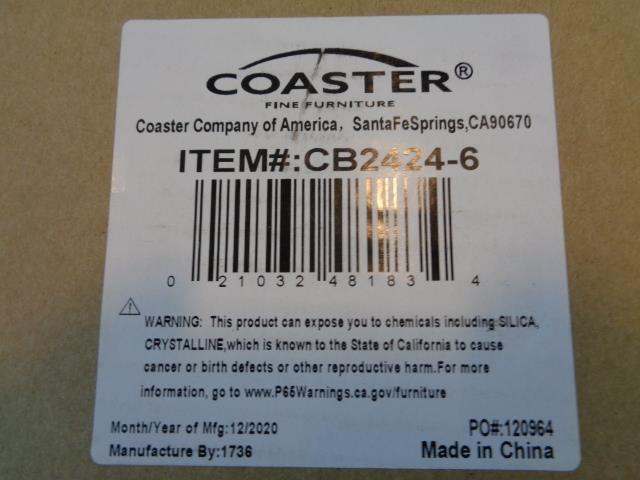 COASTER®
FINE FURNITURE
Coaster Company of America, SantaFeSprings,CA90670
ITEM#:CB2424-6
0 21032 48183 4
WARNING: This product can expose you to chemicals including SILICA,
CRYSTALLINE,which is known to the State of California to cause
cancer or birth defects or other reproductive harm.For more
information, go to www.P65Warnings.ca.gov/furniture
Month/Year of Mfg:12/2020
PO#:120964
Manufacture By:1736
Made in China